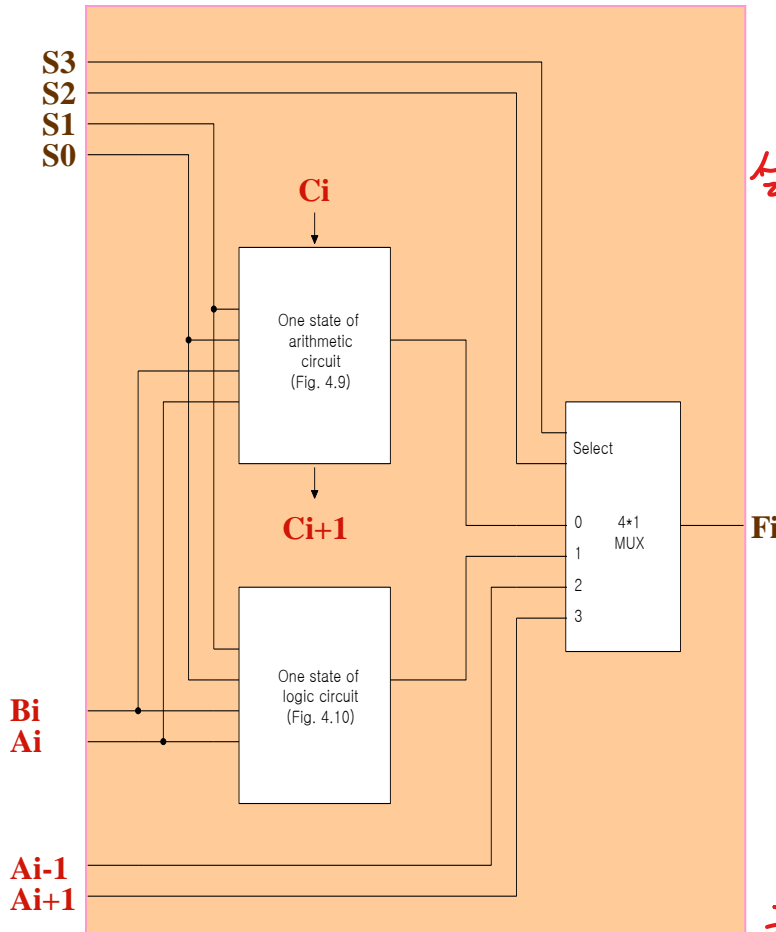 S3
S2
S1
S0
Ci
One state of
arithmetic
circuit
(Fig. 4.9)
Ci+1
Select
0
4*1
MUX
1
2
3
Fi
One state of
logic circuit
(Fig. 4.10)
Bi
Ai
Ai-1
Ai+1